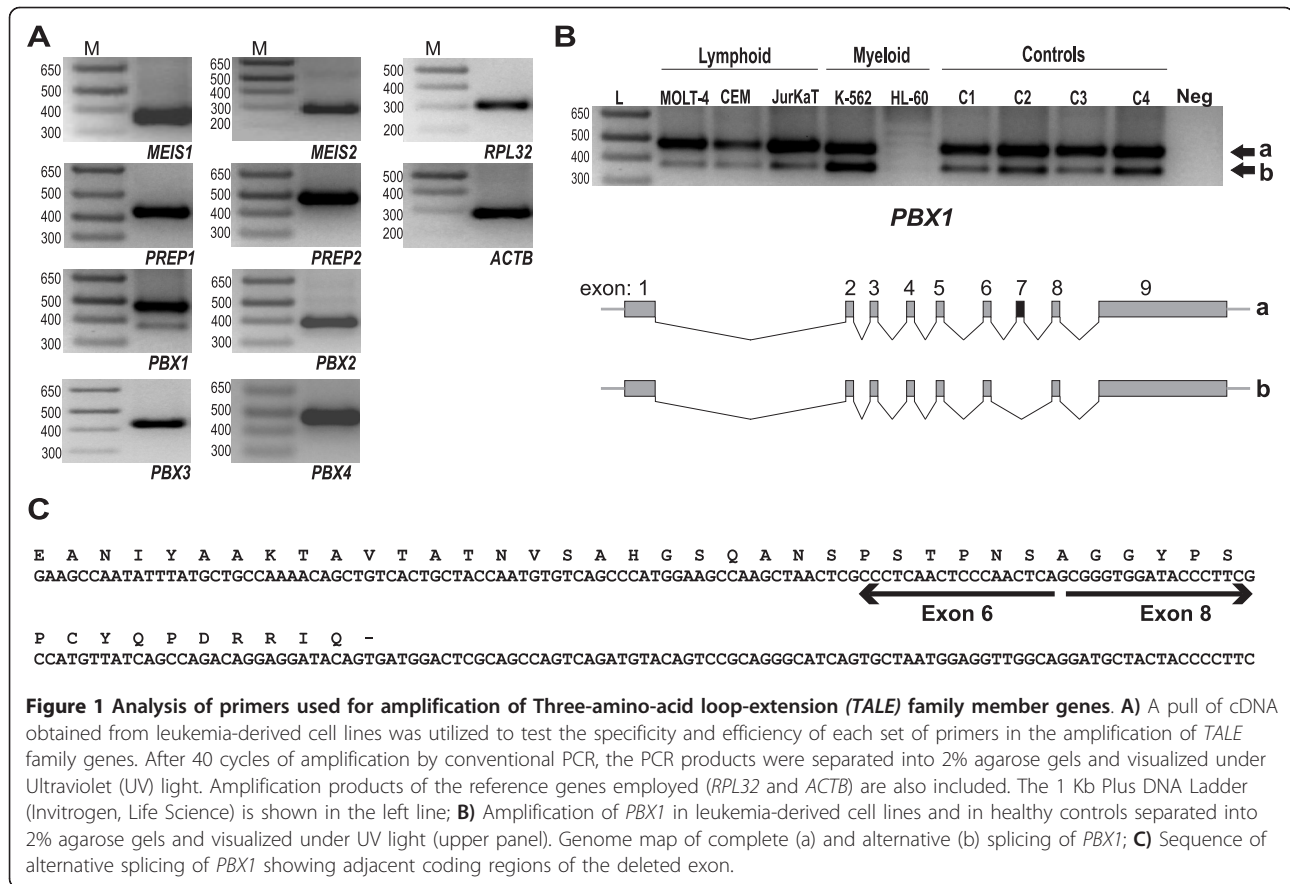 A
M
650
500
400
300
MEIS1
M
650
500
400
300
200
MEIS2
M
500
400
300
200
RPL32
650
500
400
300
PREP1
650
500
400
300
PREP2
500
400
300
200
ACTB
650
500
400
300
PBX1
650
500
400
300
PBX2
650
500
400
300
PBX3
650
500
400
300
PBX4
B
Lymphoid Myeloid Controls
L MOLT-4 CEM JurKaT K-562 HL-60 C1 C2 C3 C4 Neg
650
500
400
300
a
b
PBX1
exon: 1 2 3 4 5 6 7 8 9
a
b
C
E A N I Y A A K T A V T A T N V S A H G S Q A N S P S T P N S A G G Y P S
GAAGCCAATATTTATGCTGCCAAAACAGCTGTCACTGCTACCAATGTGTCAGCCCATGGAAGCCAAGCTAACTCGCCCTCAACTCCCAACTCAGCGGGTGGATACCCTTCG
Exon 6 Exon 8
P C Y Q P D R R I Q -
CCATGTTATCAGCCAGACAGGAGGATACAGTGATGGACTCGCAGCCAGTCAGATGTACAGTCCGCAGGGCATCAGTGCTAATGGAGGTTGGCAGGATGCTACTACCCCTTC
Figure 1 Analysis of primers used for amplification of Three-amino-acid loop-extension (TALE) family member genes. A) A pull of cDNA
obtained from leukemia-derived cell lines was utilized to test the specificity and efficiency of each set of primers in the amplification of TALE
family genes. After 40 cycles of amplification by conventional PCR, the PCR products were separated into 2% agarose gels and visualized under
Ultraviolet (UV) light. Amplification products of the reference genes employed (RPL32 and ACTB) are also included. The 1 Kb Plus DNA Ladder
(Invitrogen, Life Science) is shown in the left line; B) Amplification of PBX1 in leukemia-derived cell lines and in healthy controls separated into
2% agarose gels and visualized under UV light (upper panel). Genome map of complete (a) and alternative (b) splicing of PBX1; C) Sequence of
alternative splicing of PBX1 showing adjacent coding regions of the deleted exon.